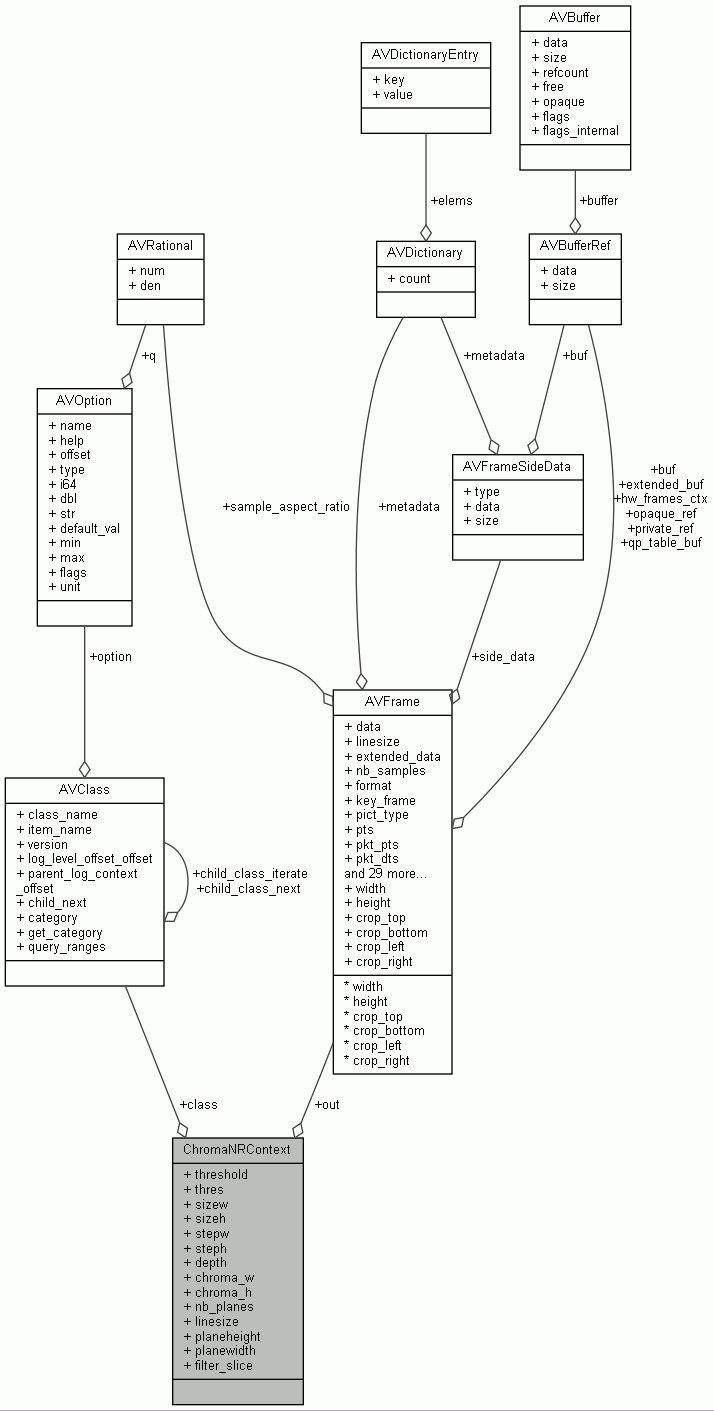 AVBuffer
+ data
+ size
+ refcount
+ free
+ opaque
+ flags
+ flags_internal
AVDictionaryEntry
+ key
+ value
+elems
+buffer
AVRational
+ num
+ den
AVDictionary
+ count
AVBufferRef
+ data
+ size
+q
+metadata
+buf
AVOption
+ name
+ help
+ offset
+ type
+ i64
+ dbl
+ str
+ default_val
+ min
+ max
+ flags
+ unit
AVFrameSideData
+ type
+ data
+ size
+sample_aspect_ratio
+metadata
+buf
+extended_buf
+hw_frames_ctx
+opaque_ref
+private_ref
+qp_table_buf
+option
+side_data
AVFrame
+ data
+ linesize
+ extended_data
+ nb_samples
+ format
+ key_frame
+ pict_type
+ pts
+ pkt_pts
+ pkt_dts
and 29 more...
+ width
+ height
+ crop_top
+ crop_bottom
+ crop_left
+ crop_right
* width
* height
* crop_top
* crop_bottom
* crop_left
* crop_right
AVClass
+ class_name
+ item_name
+ version
+ log_level_offset_offset
+ parent_log_context
_offset
+ child_next
+ category
+ get_category
+ query_ranges
+child_class_iterate
+child_class_next
+class
+out
ChromaNRContext
+ threshold
+ thres
+ sizew
+ sizeh
+ stepw
+ steph
+ depth
+ chroma_w
+ chroma_h
+ nb_planes
+ linesize
+ planeheight
+ planewidth
+ filter_slice